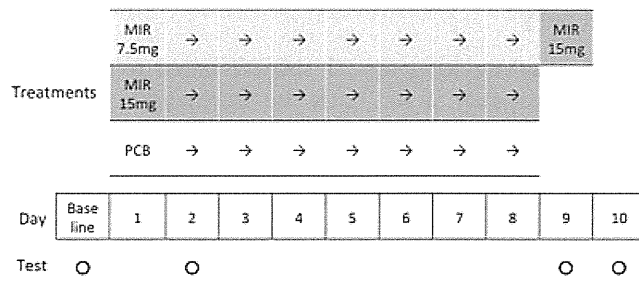 MIR
7.5mg → → → → → → → MIR
15mg
Treatments MIR
15mg → → → → → → →
PCB → → → → → → →
Day Base
line 1 2 3 4 5 6 7 8 9 10
Test O O O O